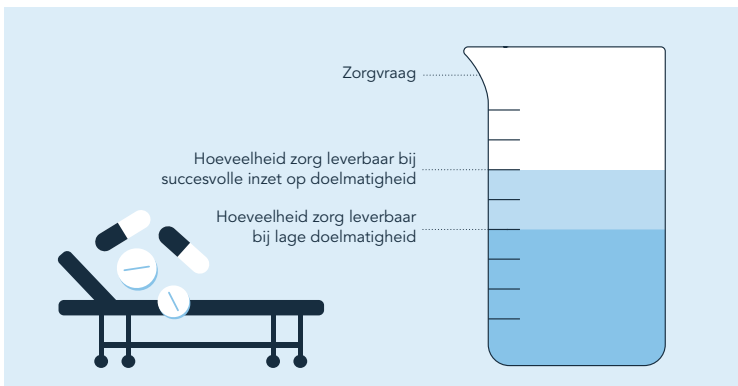 Zorgvraag
Hoeveelheid zorg leverbaar bij
succesvolle inzet op doelmatigheid
Hoeveelheid zorg leverbaar
bij lage doelmatigheid